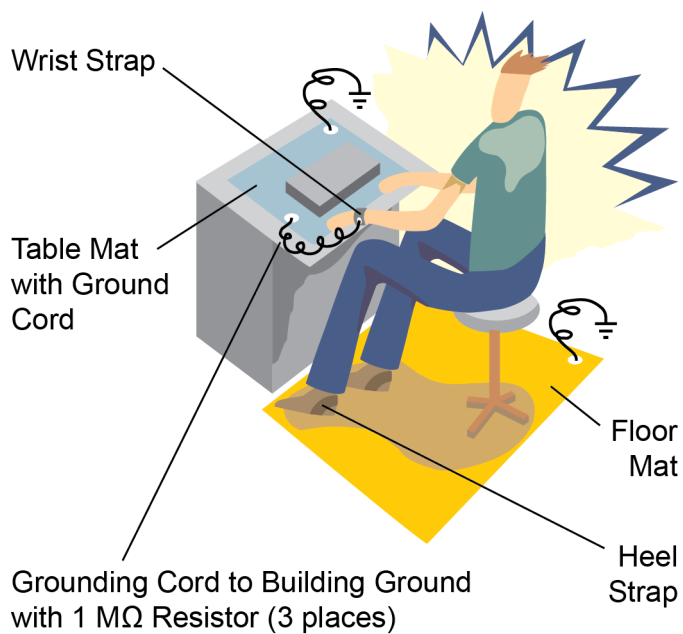 Wrist Strap
Table Mat
with Ground
Cord
Floor
Mat
Heel
Strap
Grounding Cord to Building Ground
with 1 MΩ Resistor (3 places)